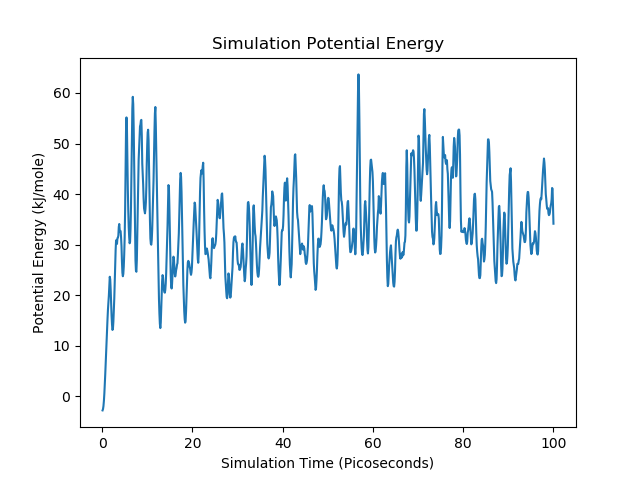 Simulation Potential Energy
Potential Energy (kJ/mole)
60
50
40
30
20
10
0
0 20 40 60 80 100
Simulation Time (Picoseconds)